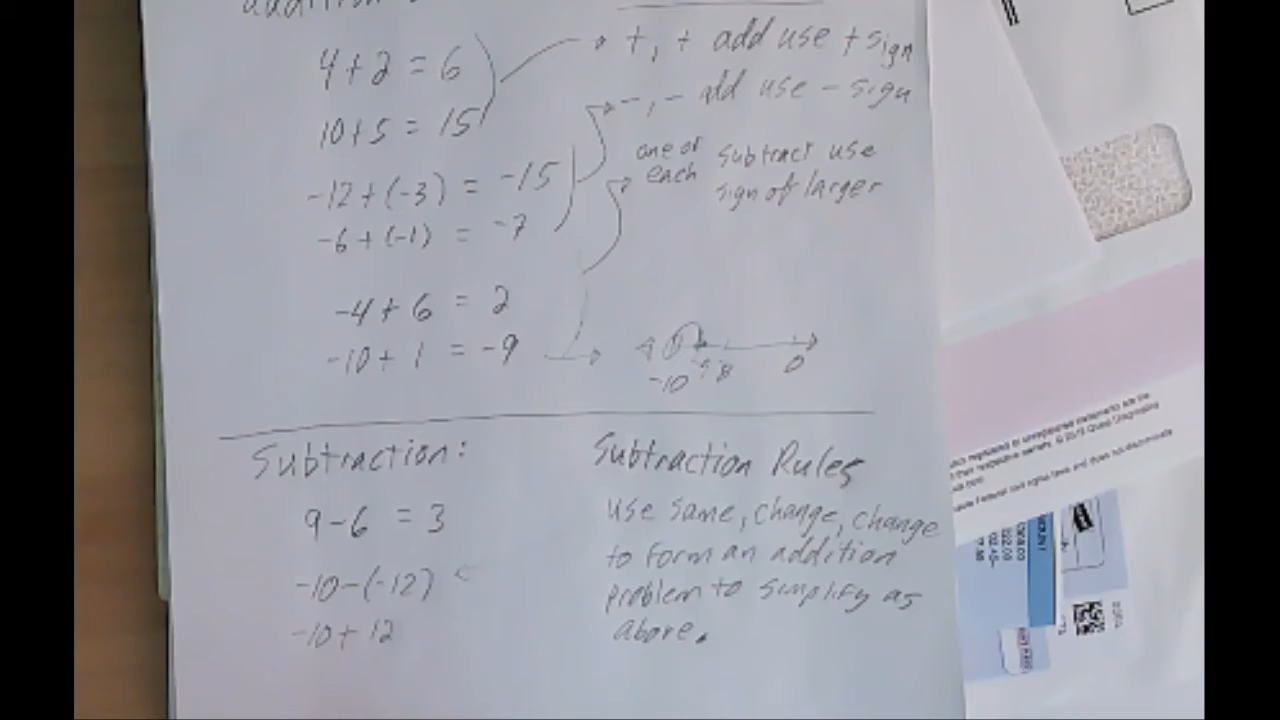 addition
4+2 = 6
10+5 = 15
-12+(-3) = -15
-6+(-1) = -7
-4+6 = 2
-10+1 = -9
+, + add use + sign
-, - add use - sign
one of each subtract use
sign of larger
-10 -9 -8 0
Subtraction:
9-6 = 3
-10-(-12)
-10+12
Subtraction Rules
use same, change, change
to form an addition
problem to simplify as
above.